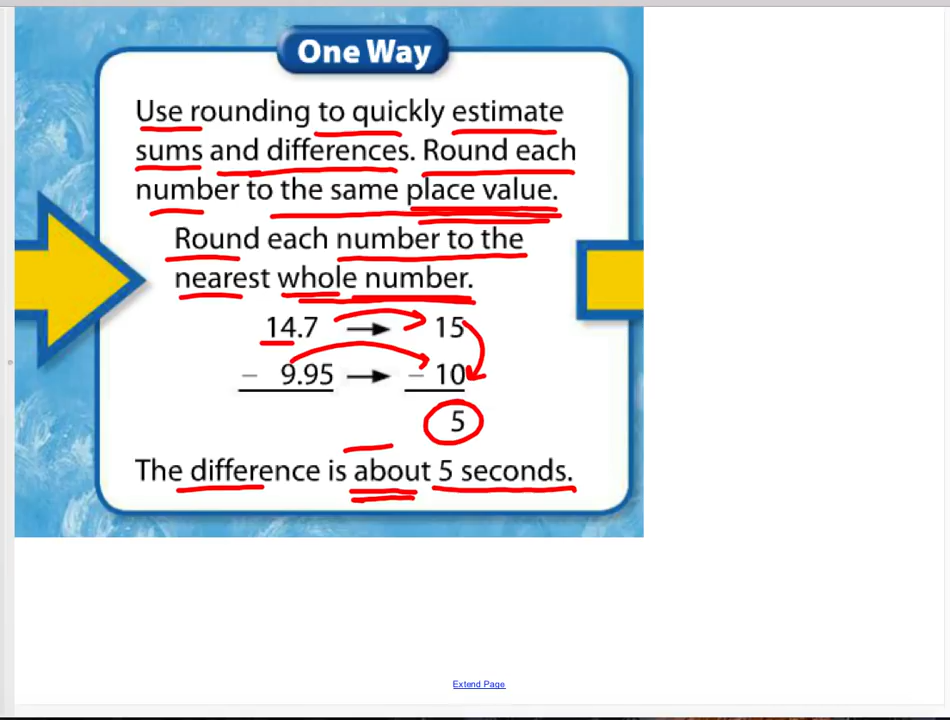 One Way
Use rounding to quickly estimate
sums and differences. Round each
number to the same place value.
Round each number to the
nearest whole number.
14.7 → 15
− 9.95 → − 10
5
The difference is about 5 seconds.
Extend Page